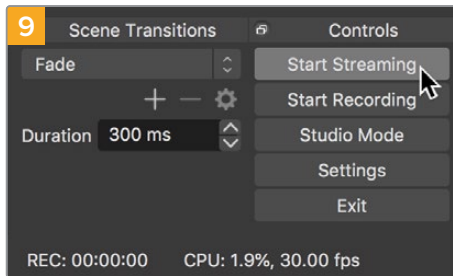 9
Scene Transitions
Controls
Fade
Start Streaming
Start Recording
Duration 300 ms
Studio Mode
Settings
Exit
REC: 00:00:00 CPU: 1.9%, 30.00 fps